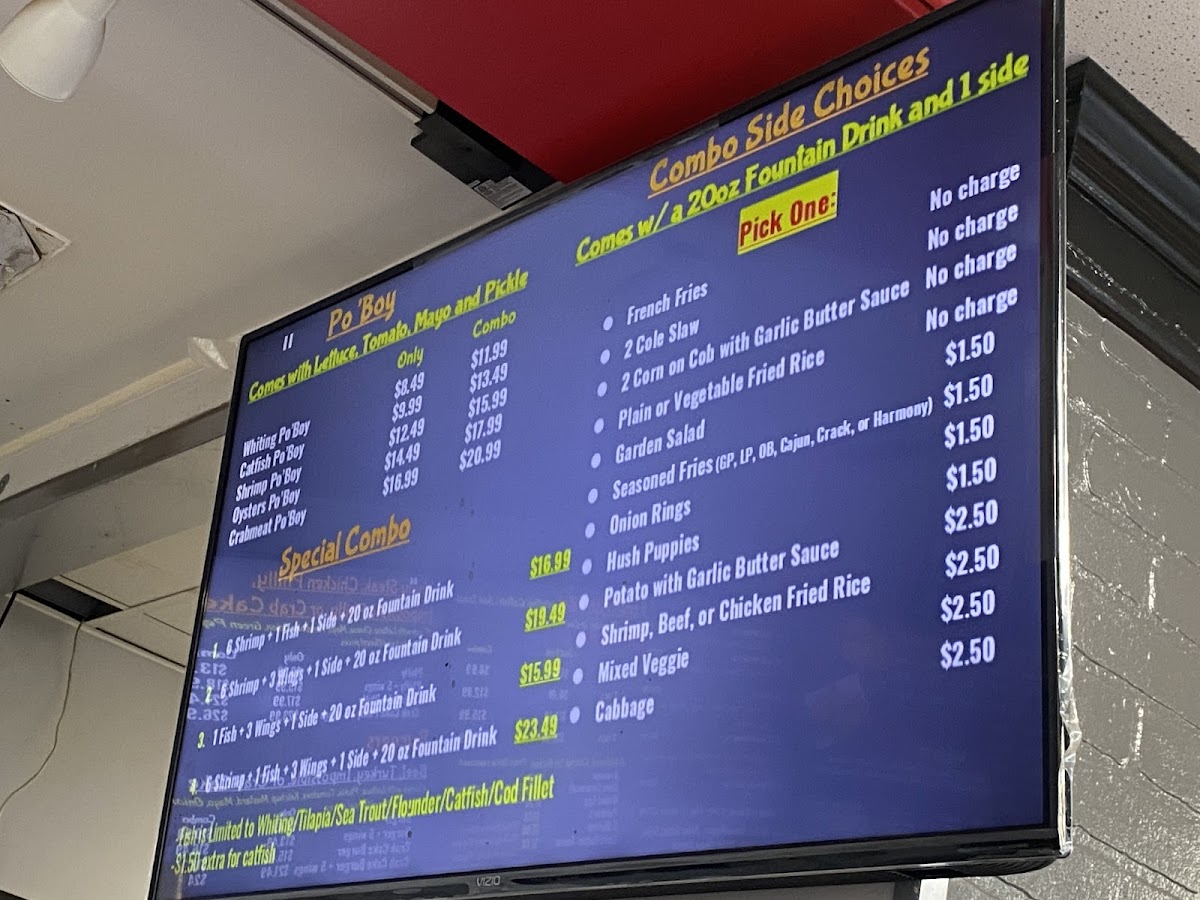 Po'Boy
Comes with Lettuce, Tomato, Mayo and Pickle
Only Combo
Whiting Po'Boy $8.49 $11.99
Catfish Po'Boy $9.99 $13.49
Shrimp Po'Boy $12.49 $15.99
Oysters Po'Boy $14.49 $17.99
Crabmeat Po'Boy $16.99 $20.99
Special Combo
1. 6 Shrimp + 1 Fish + 1 Side + 20 oz Fountain Drink $16.99
2. 6 Shrimp + 3 Wings + 1 Side + 20 oz Fountain Drink $19.49
3. 1 Fish + 3 Wings + 1 Side + 20 oz Fountain Drink $15.99
4. 6 Shrimp + 1 Fish + 3 Wings + 1 Side + 20 oz Fountain Drink $23.49
Fish is Limited to Whiting/Tilapia/Sea Trout/Flounder/Catfish/Cod Fillet
-$1.50 extra for catfish
Combo Side Choices
Comes w/ a 20oz Fountain Drink and 1 side
Pick One:
French Fries No charge
2 Cole Slaw No charge
2 Corn on Cob with Garlic Butter Sauce No charge
Plain or Vegetable Fried Rice No charge
Garden Salad $1.50
Seasoned Fries (GP, LP, OB, Cajun, Crack, or Harmony) $1.50
Onion Rings $1.50
Hush Puppies $1.50
Potato with Garlic Butter Sauce $2.50
Shrimp, Beef, or Chicken Fried Rice $2.50
Mixed Veggie $2.50
Cabbage $2.50
VIZIO